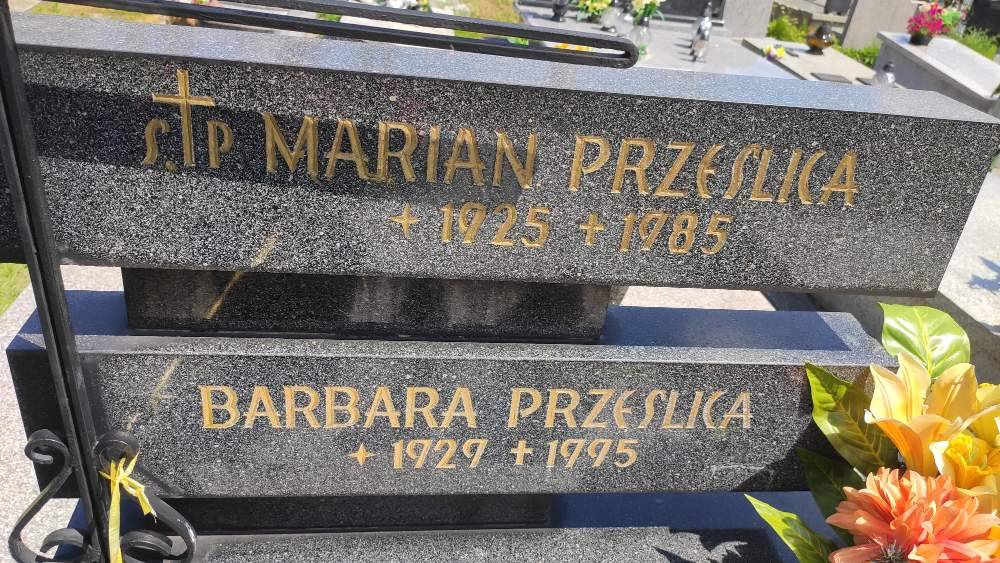 Ś.†P MARIAN PRZEŚLICA
✦ 1925 ✝ 1985
BARBARA PRZEŚLICA
✦ 1929 ✝ 1995